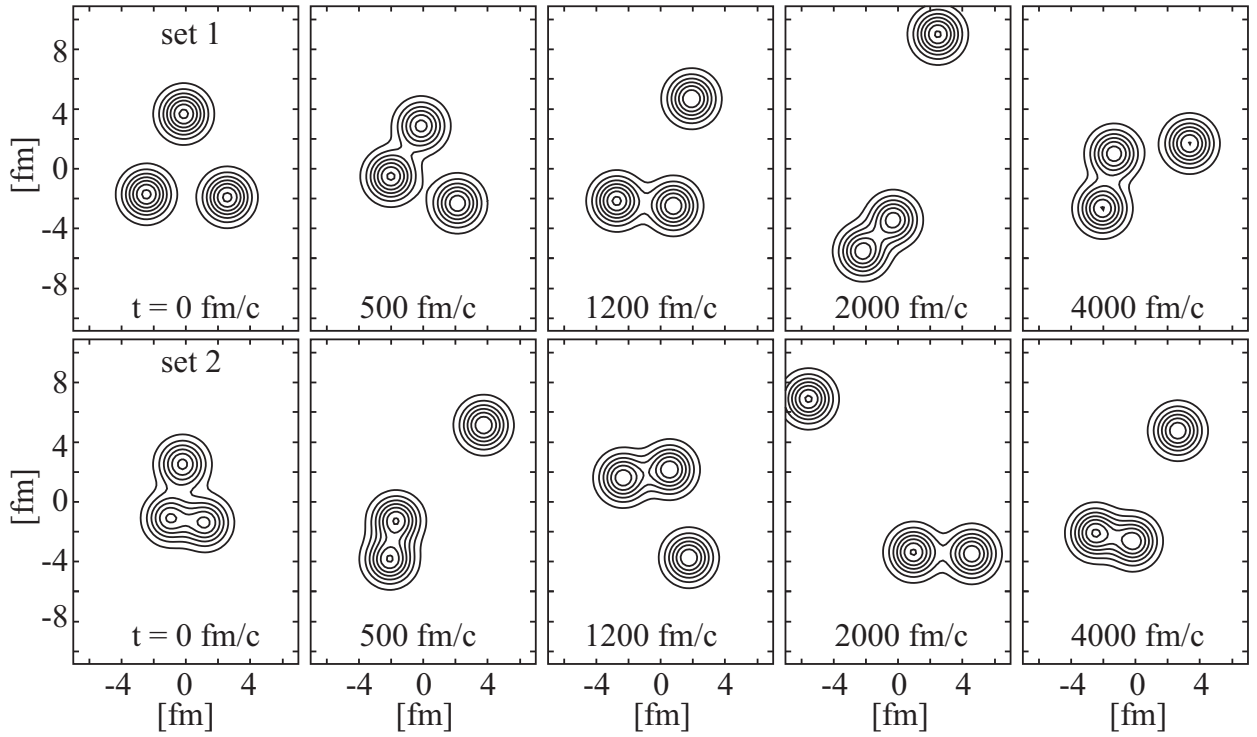 set 1
8
4
0
-4
-8
[fm]
t = 0 fm/c
500 fm/c
1200 fm/c
2000 fm/c
4000 fm/c
set 2
8
4
0
-4
-8
[fm]
t = 0 fm/c
500 fm/c
1200 fm/c
2000 fm/c
4000 fm/c
-4 0 4 -4 0 4 -4 0 4 -4 0 4 -4 0 4
[fm] [fm] [fm] [fm] [fm]